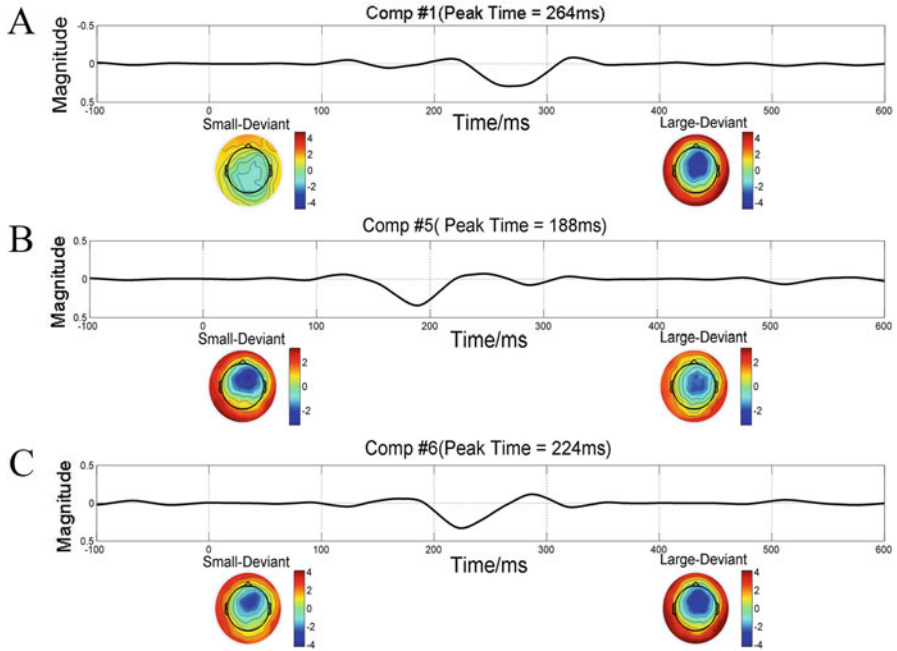 A
Comp #1(Peak Time = 264ms)
Magnitude
-0.5
0
0.5
-100 0 100 200 300 400 500 600
Time/ms
Small-Deviant
4
2
0
-2
-4
Large-Deviant
4
2
0
-2
-4
B
Comp #5( Peak Time = 188ms)
Magnitude
0.5
0
-0.5
-100 0 100 200 300 400 500 600
Time/ms
Small-Deviant
2
0
-2
Large-Deviant
2
0
-2
C
Comp #6(Peak Time = 224ms)
Magnitude
0.5
0
-0.5
-100 0 100 200 300 400 500 600
Time/ms
Small-Deviant
4
2
0
-2
-4
Large-Deviant
4
2
0
-2
-4